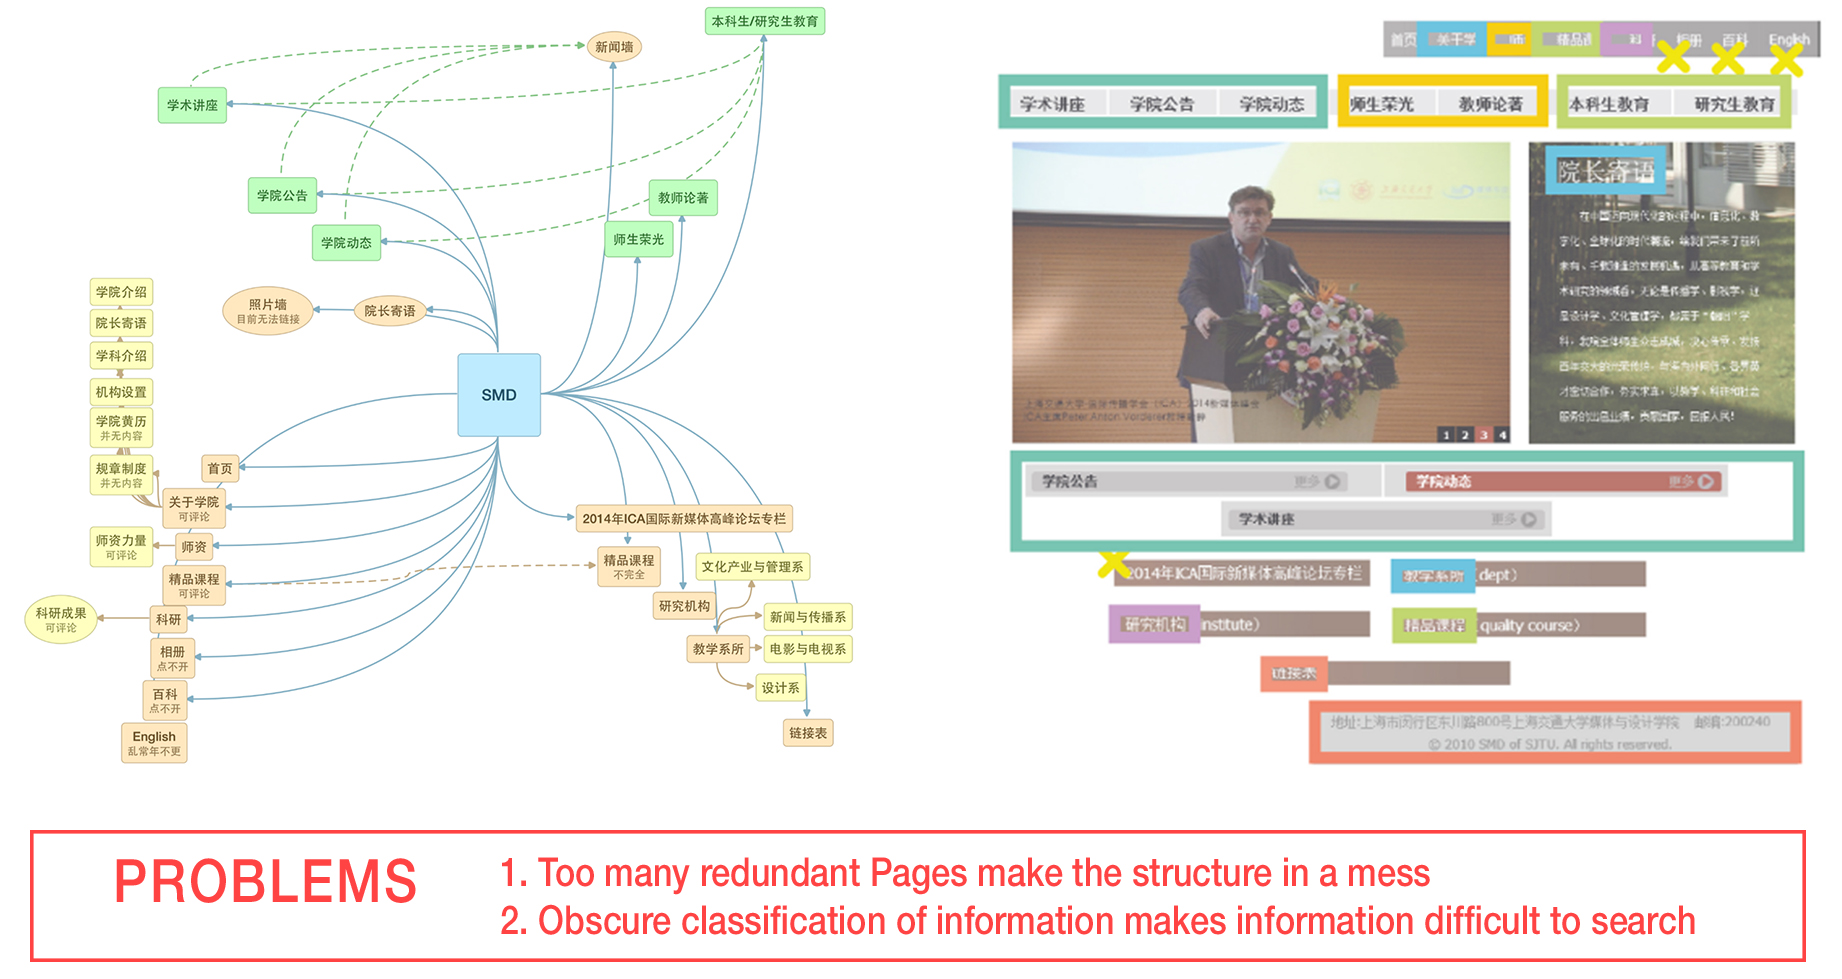 本科生/研究生教育
新闻墙
学术讲座
学院公告
教师论著
学院动态
师生荣光
照片墙
目前无法链接
院长寄语
学院介绍
院长寄语
学科介绍
机构设置
学院黄历
并无内容
规章制度
并无内容
SMD
首页
关于学院
可评论
师资力量
可评论
师资
精品课程
可评论
科研成果
可评论
科研
相册
点不开
百科
点不开
English
乱常年不更
2014年ICA国际新媒体高峰论坛专栏
精品课程
不完全
文化产业与管理系
研究机构
新闻与传播系
教学系所
电影与电视系
设计系
链接表
首页 关于学 师 精品课 科 相册 百科 English
学术讲座 学院公告 学院动态 师生荣光 教师论著 本科生教育 研究生教育
院长寄语
1 2 3 4
学院公告 更多
学院动态 更多
学术讲座 更多
2014年ICA国际新媒体高峰论坛专栏
教学系所 (dept)
研究机构 nstitute)
精品课程 quality course)
链接表
地址:上海市闵行区东川路800号上海交通大学媒体与设计学院 邮编:200240
© 2010 SMD of SJTU. All rights reserved.
PROBLEMS
1. Too many redundant Pages make the structure in a mess
2. Obscure classification of information makes information difficult to search